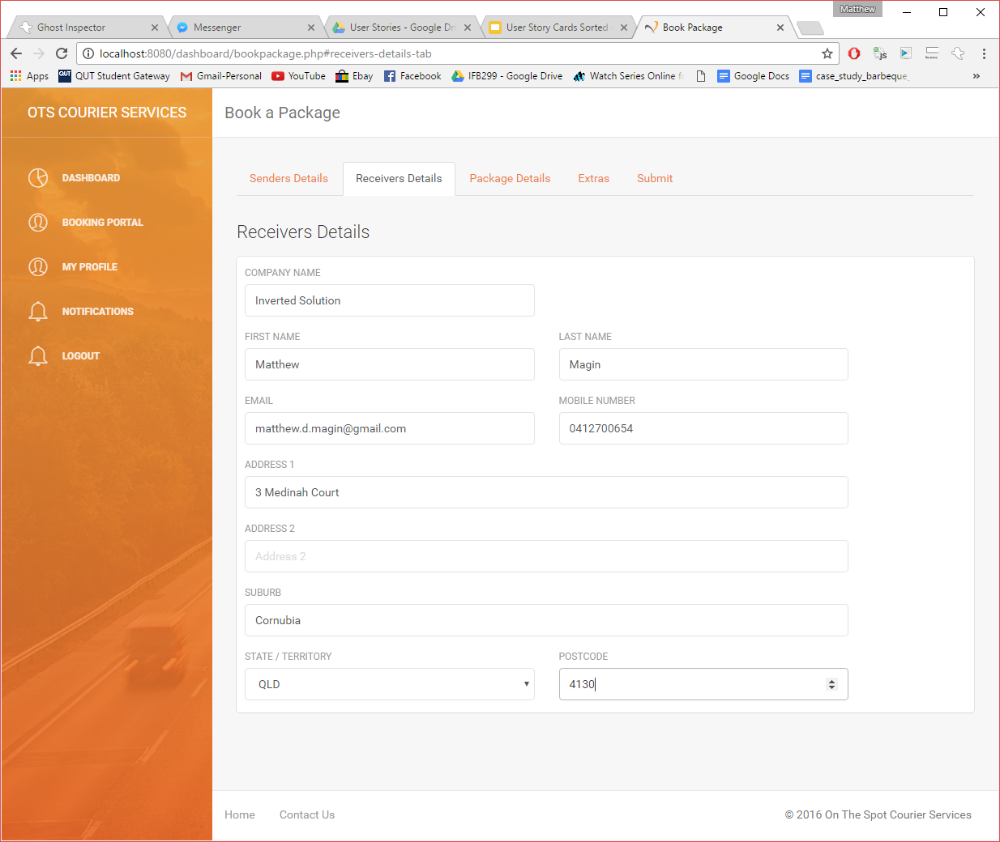 Matthew
Ghost Inspector
Messenger
User Stories - Google Dr
User Story Cards Sorted -
Book Package
localhost:8080/dashboard/bookpackage.php#receivers-details-tab
Apps
QUT
QUT Student Gateway
Gmail-Personal
YouTube
Ebay
Facebook
IFB299 - Google Drive
Watch Series Online f
Google Docs
case_study_barbeque_
»
OTS COURIER SERVICES
Book a Package
DASHBOARD
BOOKING PORTAL
MY PROFILE
NOTIFICATIONS
LOGOUT
Senders Details
Receivers Details
Package Details
Extras
Submit
Receivers Details
COMPANY NAME
Inverted Solution
FIRST NAME
LAST NAME
Matthew
Magin
EMAIL
MOBILE NUMBER
matthew.d.magin@gmail.com
0412700654
ADDRESS 1
3 Medinah Court
ADDRESS 2
Address 2
SUBURB
Cornubia
STATE / TERRITORY
POSTCODE
QLD
4130
Home
Contact Us
© 2016 On The Spot Courier Services